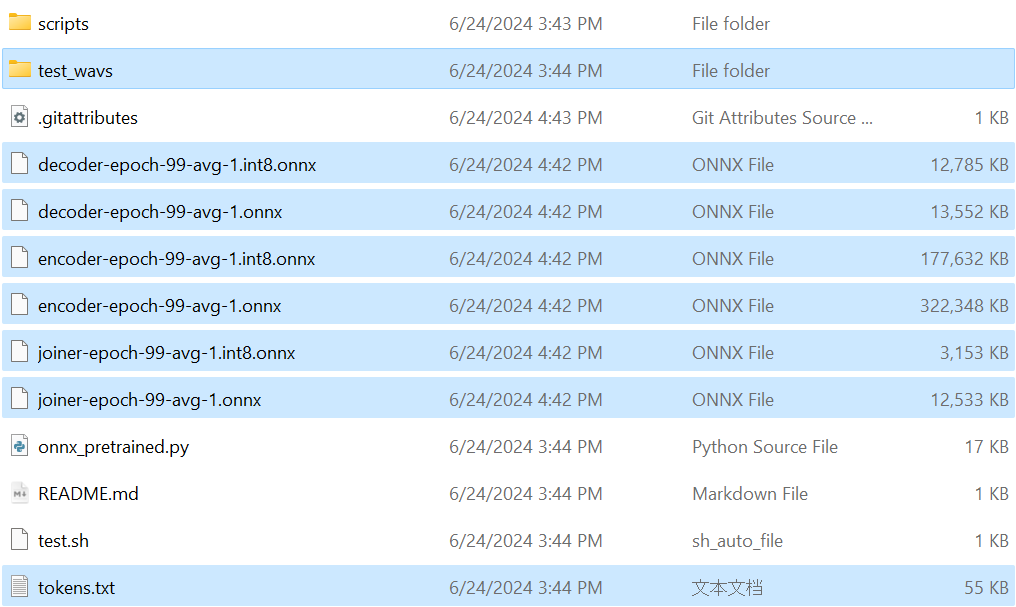 scripts 6/24/2024 3:43 PM File folder
test_wavs 6/24/2024 3:44 PM File folder
.gitattributes 6/24/2024 4:43 PM Git Attributes Source ... 1 KB
decoder-epoch-99-avg-1.int8.onnx 6/24/2024 4:42 PM ONNX File 12,785 KB
decoder-epoch-99-avg-1.onnx 6/24/2024 4:42 PM ONNX File 13,552 KB
encoder-epoch-99-avg-1.int8.onnx 6/24/2024 4:42 PM ONNX File 177,632 KB
encoder-epoch-99-avg-1.onnx 6/24/2024 4:42 PM ONNX File 322,348 KB
joiner-epoch-99-avg-1.int8.onnx 6/24/2024 4:42 PM ONNX File 3,153 KB
joiner-epoch-99-avg-1.onnx 6/24/2024 4:42 PM ONNX File 12,533 KB
onnx_pretrained.py 6/24/2024 3:44 PM Python Source File 17 KB
README.md 6/24/2024 3:44 PM Markdown File 1 KB
test.sh 6/24/2024 3:44 PM sh_auto_file 1 KB
tokens.txt 6/24/2024 3:44 PM 文本文档 55 KB